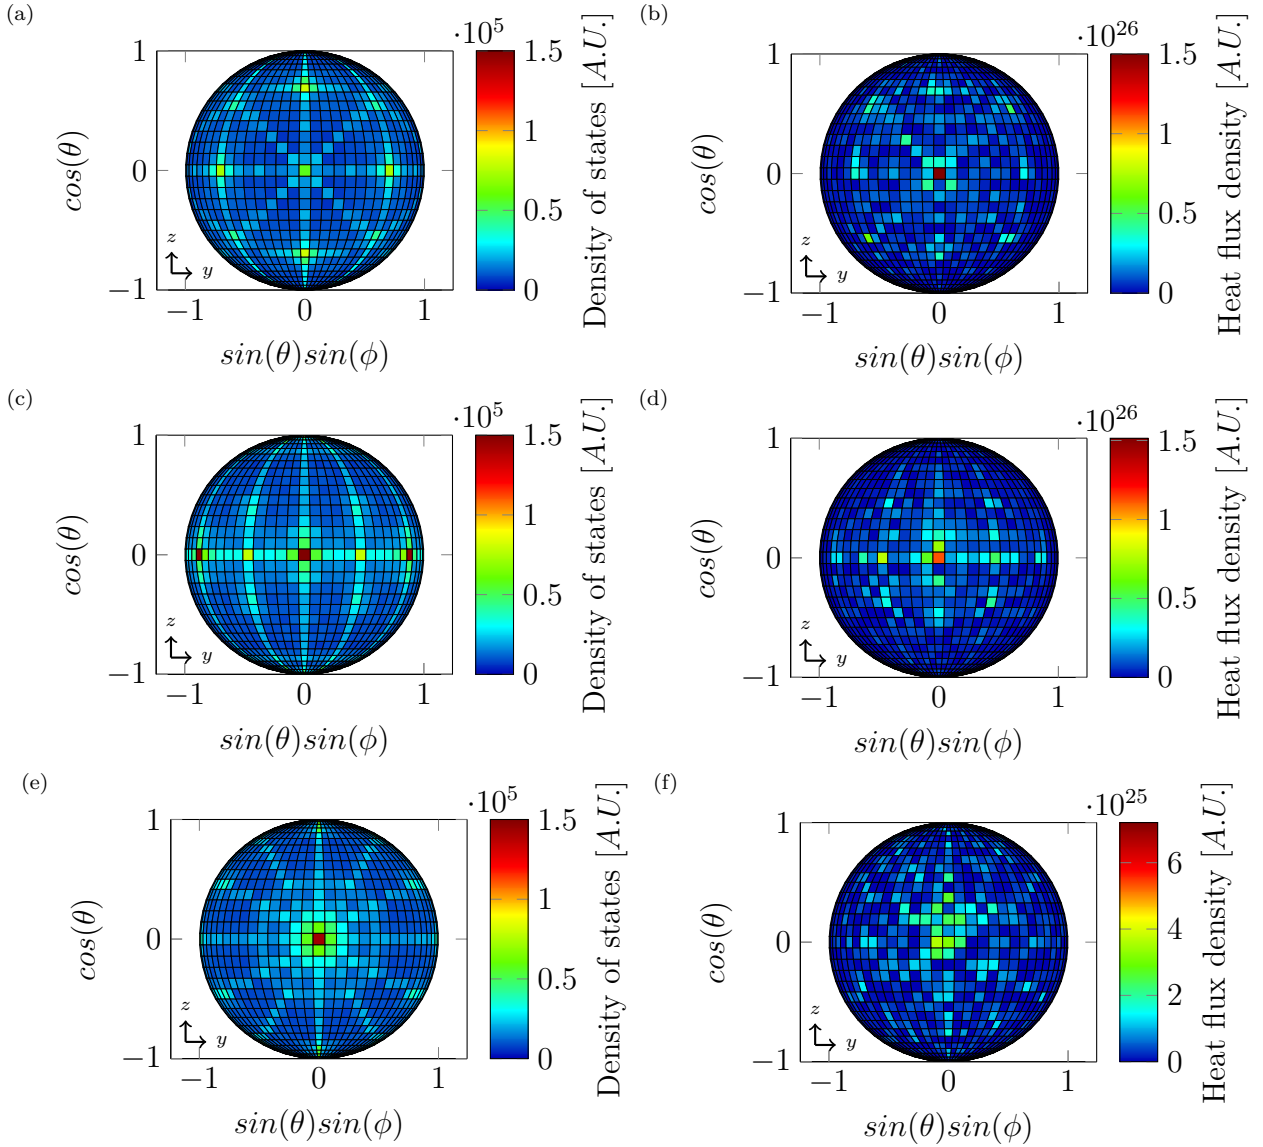 (a)
·10^5
1
0
−1
−1
0
1
cos(θ)
sin(θ)sin(ϕ)
z
y
1.5
1
0.5
0
Density of states [A.U.]
(b)
·10^26
1
0
−1
−1
0
1
cos(θ)
sin(θ)sin(ϕ)
z
y
1.5
1
0.5
0
Heat flux density [A.U.]
(c)
·10^5
1
0
−1
−1
0
1
cos(θ)
sin(θ)sin(ϕ)
z
y
1.5
1
0.5
0
Density of states [A.U.]
(d)
·10^26
1
0
−1
−1
0
1
cos(θ)
sin(θ)sin(ϕ)
z
y
1.5
1
0.5
0
Heat flux density [A.U.]
(e)
·10^5
1
0
−1
−1
0
1
cos(θ)
sin(θ)sin(ϕ)
z
y
1.5
1
0.5
0
Density of states [A.U.]
(f)
·10^25
1
0
−1
−1
0
1
cos(θ)
sin(θ)sin(ϕ)
z
y
6
4
2
0
Heat flux density [A.U.]